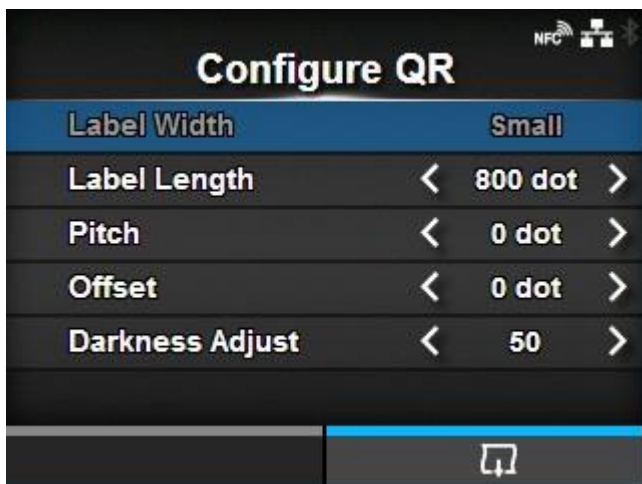 NFC
Configure QR
Label Width Small
Label Length 800 dot
Pitch 0 dot
Offset 0 dot
Darkness Adjust 50